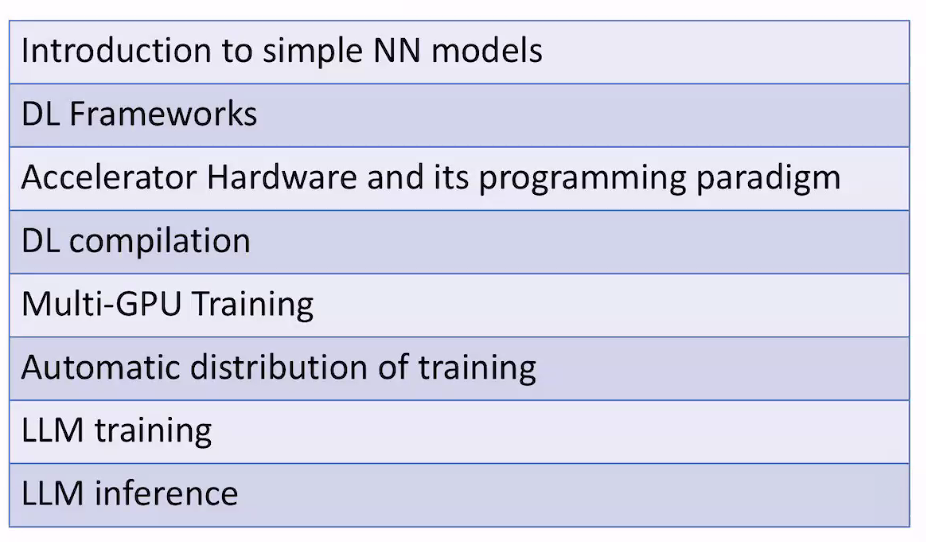 Introduction to simple NN models
DL Frameworks
Accelerator Hardware and its programming paradigm
DL compilation
Multi-GPU Training
Automatic distribution of training
LLM training
LLM inference